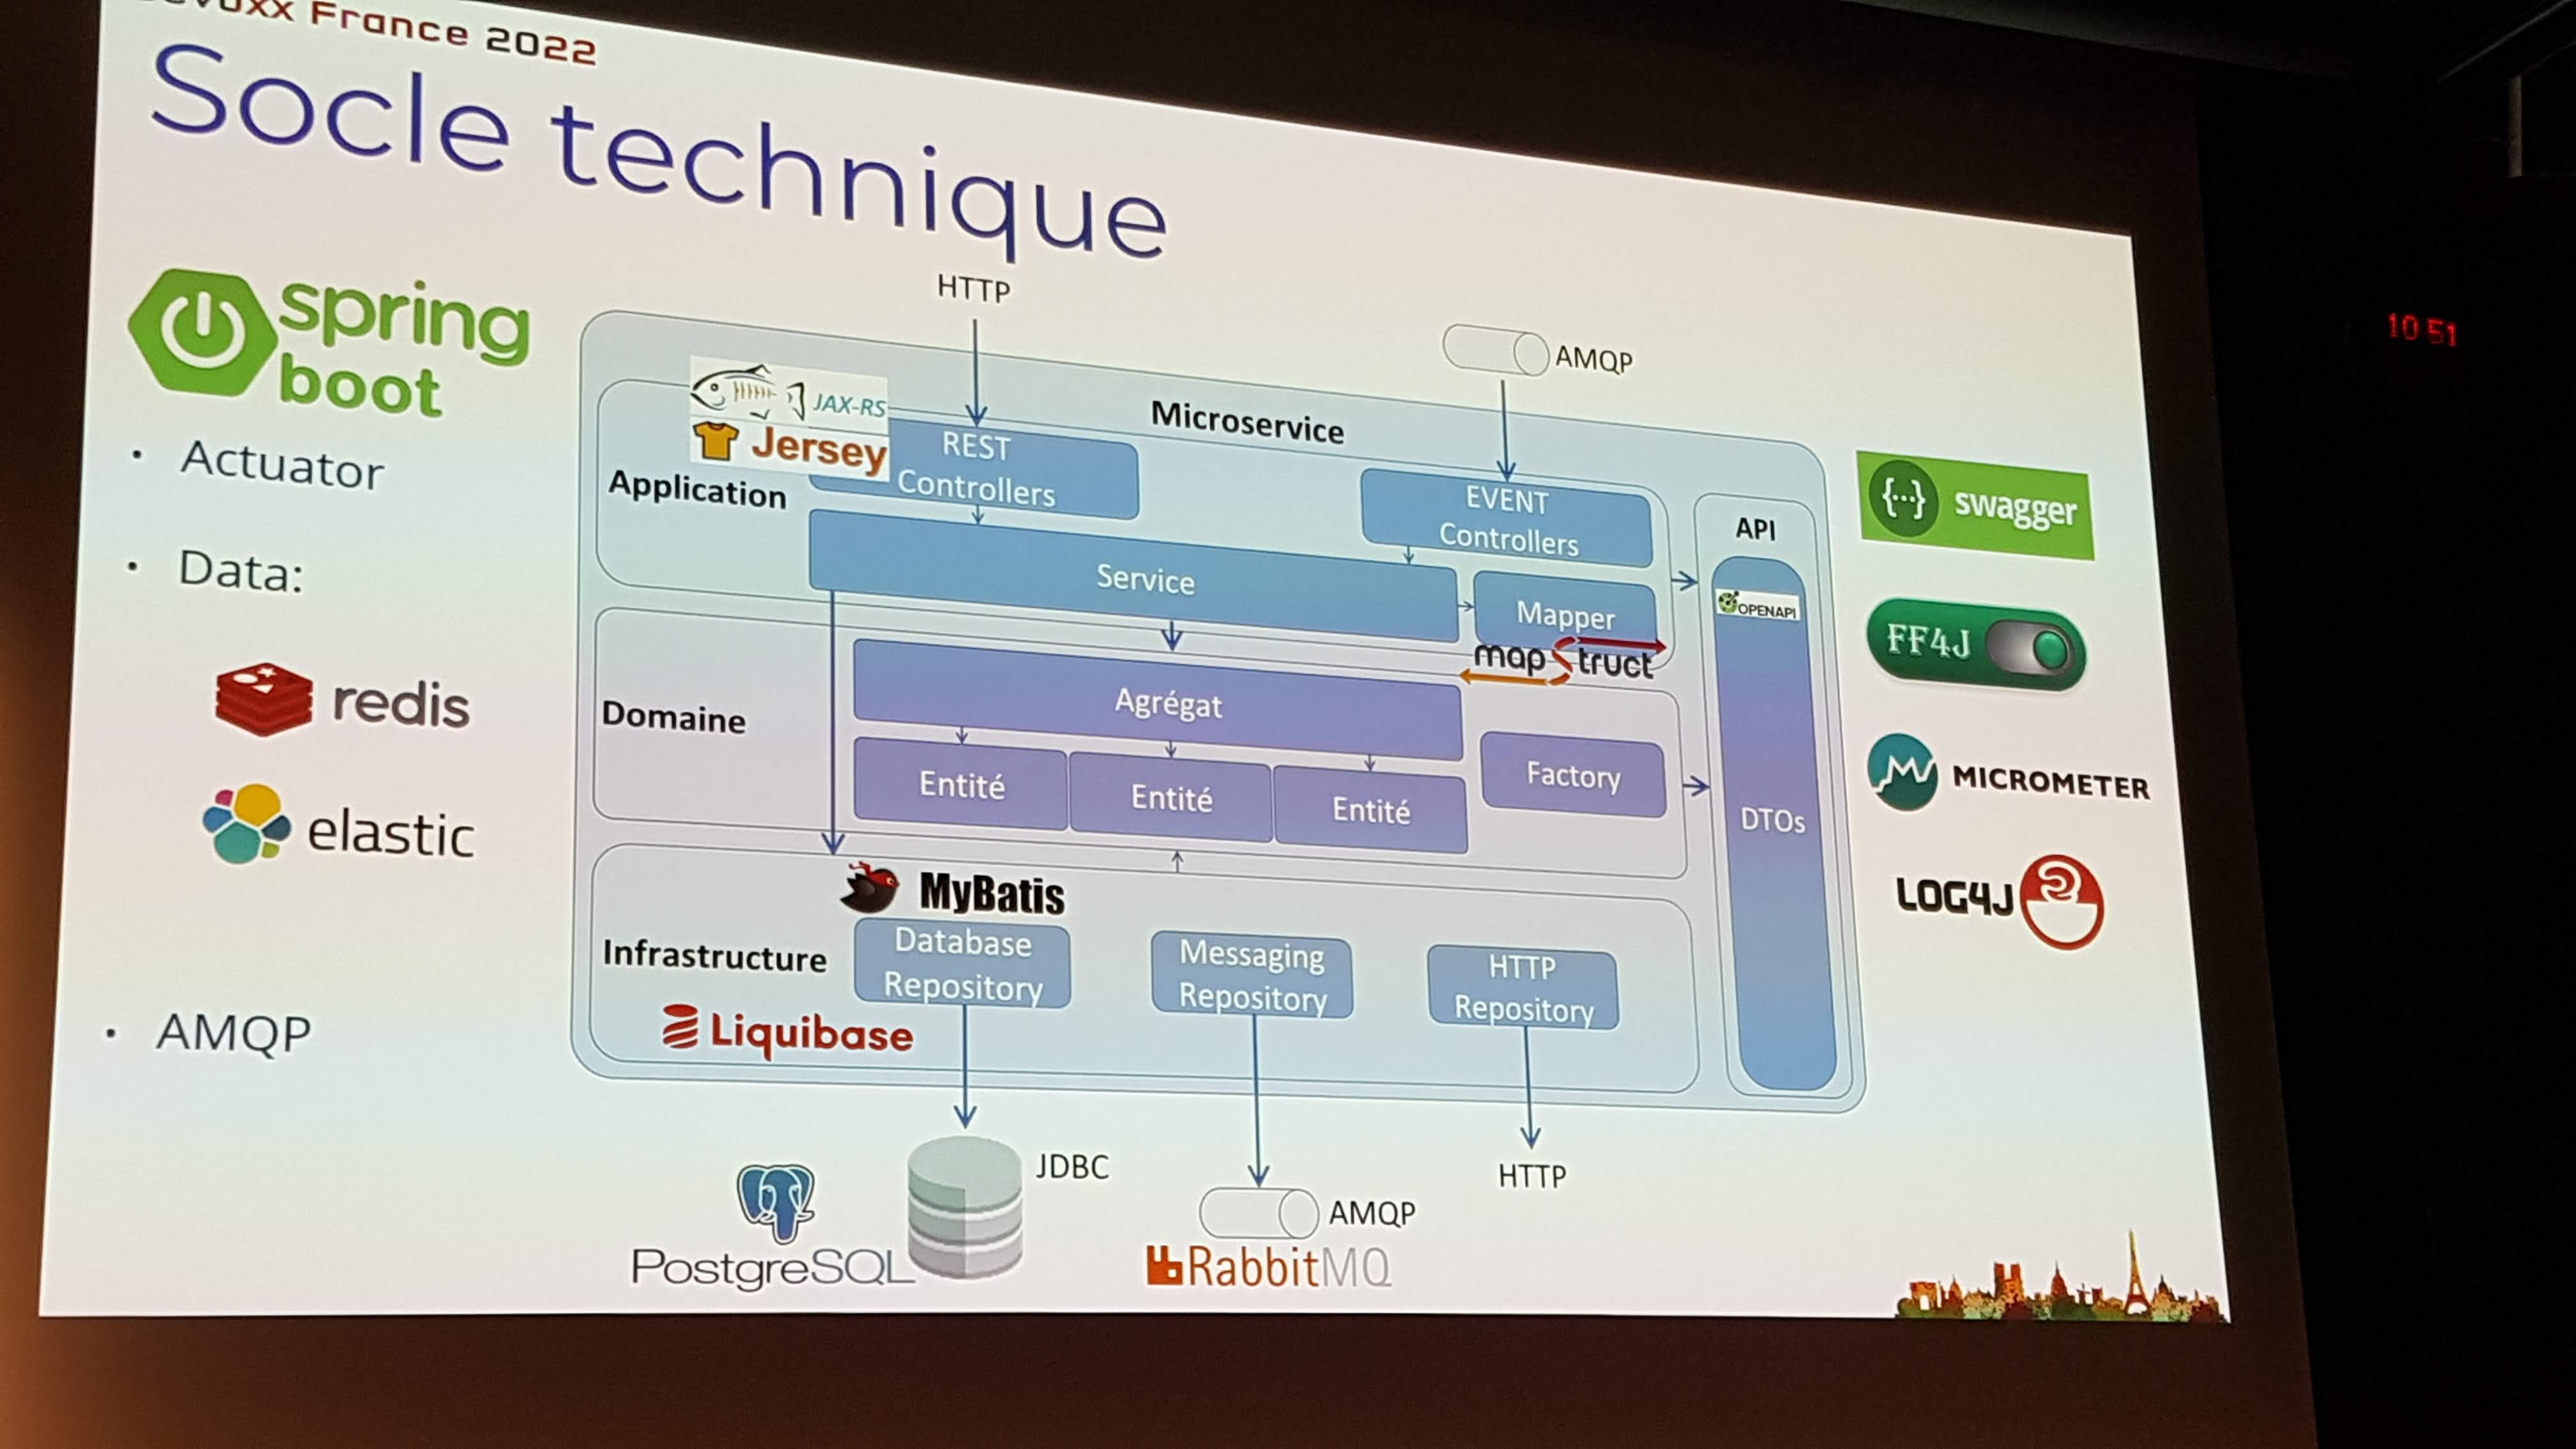 France 2022
Socle technique
spring
boot
• Actuator
• Data:
redis
elastic
• AMQP
HTTP
AMQP
Microservice
JAX-RS
Jersey
Application
REST
Controllers
EVENT
Controllers
Service
Mapper
mapStruct
API
OPENAPI
DTOs
Domaine
Agrégat
Entité
Entité
Entité
Factory
MyBatis
Infrastructure
Database
Repository
Messaging
Repository
HTTP
Repository
Liquibase
JDBC
PostgreSQL
AMQP
RabbitMQ
HTTP
{···} swagger
FF4J
MICROMETER
LOG4J
10 51